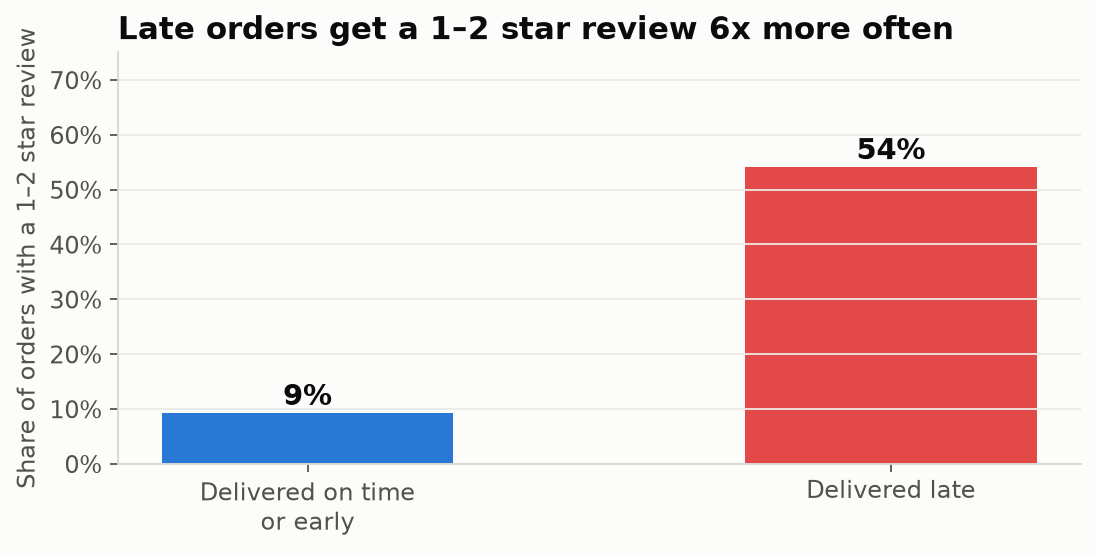 Late orders get a 1–2 star review 6x more often
Share of orders with a 1–2 star review
70%
60%
50%
40%
30%
20%
10%
0%
9%
54%
Delivered on time
or early
Delivered late